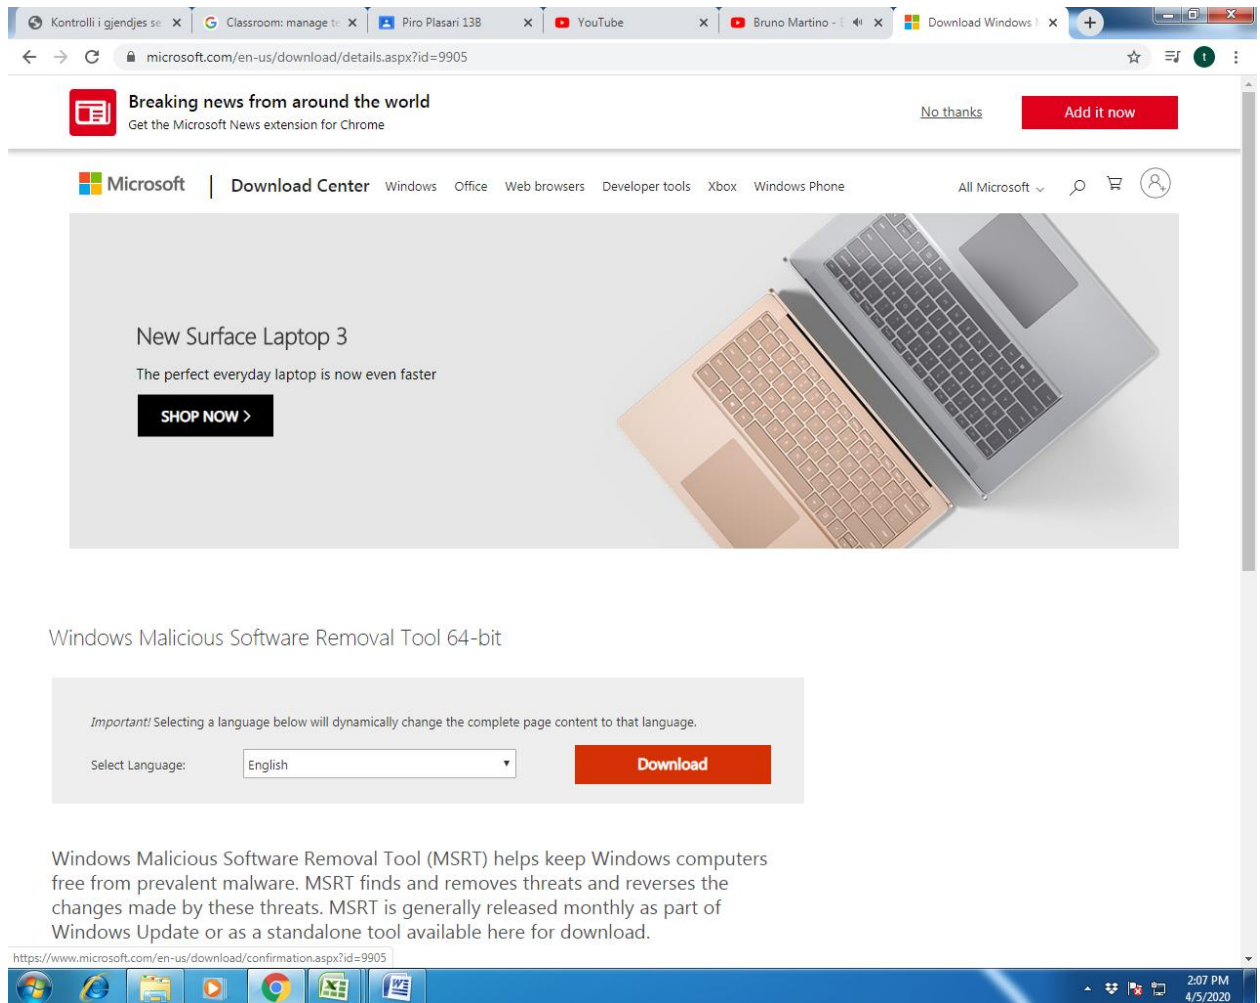 Kontrolli i gjendjes se
Classroom: manage te
Piro Plasari 138
YouTube
Bruno Martino - E
Download Windows
microsoft.com/en-us/download/details.aspx?id=9905
t
Breaking news from around the world
Get the Microsoft News extension for Chrome
No thanks
Add it now
Microsoft
Download Center
Windows
Office
Web browsers
Developer tools
Xbox
Windows Phone
All Microsoft
New Surface Laptop 3
The perfect everyday laptop is now even faster
SHOP NOW >
Windows Malicious Software Removal Tool 64-bit
Important! Selecting a language below will dynamically change the complete page content to that language.
Select Language:
English
Download
Windows Malicious Software Removal Tool (MSRT) helps keep Windows computers
free from prevalent malware. MSRT finds and removes threats and reverses the
changes made by these threats. MSRT is generally released monthly as part of
Windows Update or as a standalone tool available here for download.
https://www.microsoft.com/en-us/download/confirmation.aspx?id=9905
2:07 PM
4/5/2020